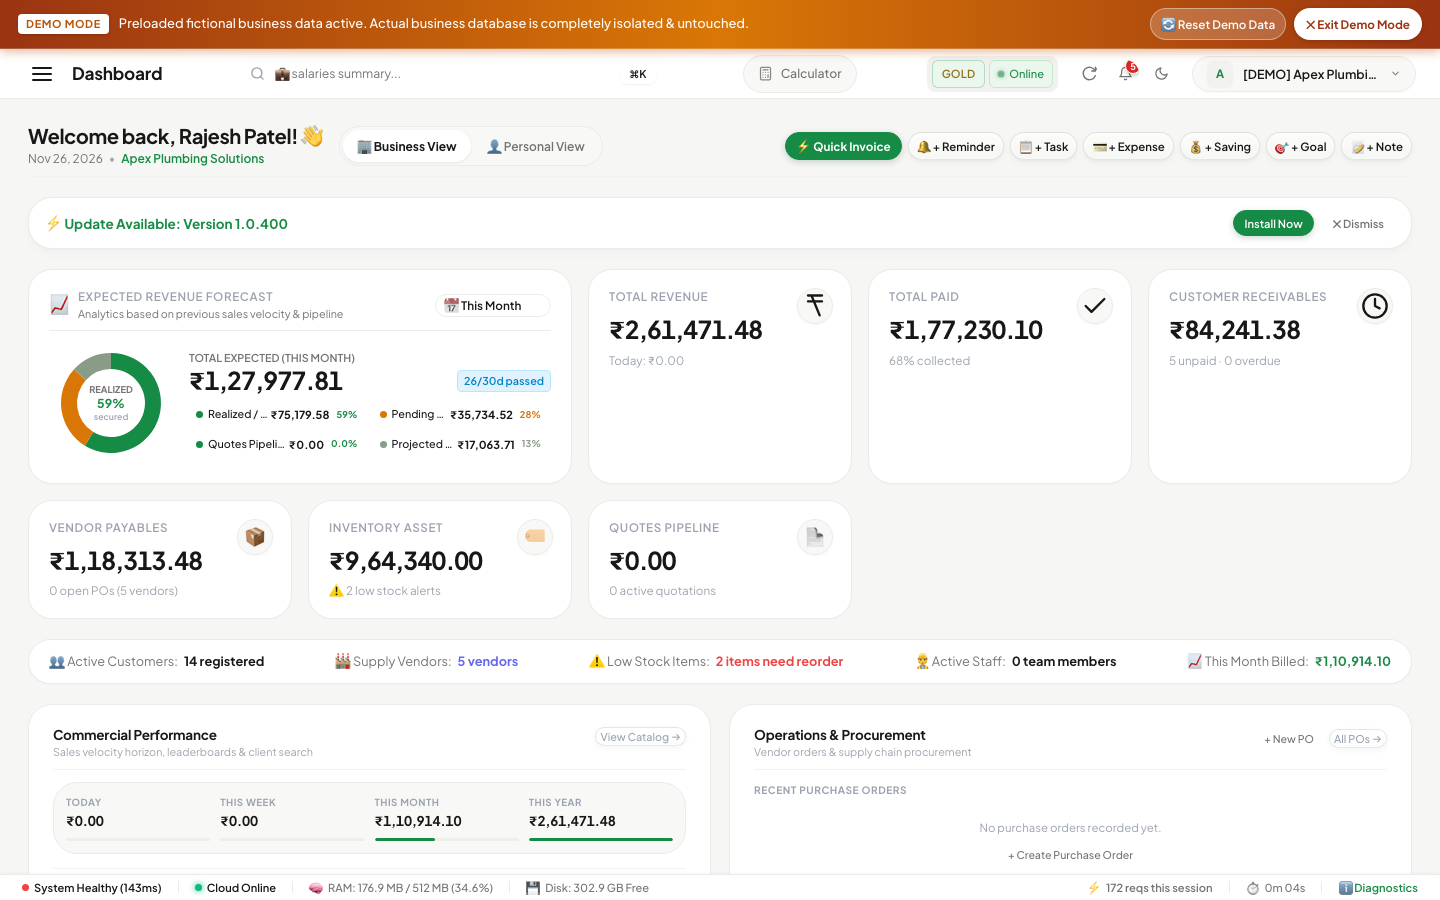 DEMO MODE Preloaded fictional business data active. Actual business database is completely isolated & untouched. Reset Demo Data ✕ Exit Demo Mode
Dashboard salaries summary... ⌘K Calculator GOLD Online 5 A [DEMO] Apex Plumbi...
Welcome back, Rajesh Patel! Business View Personal View Quick Invoice + Reminder + Task + Expense + Saving + Goal + Note
Nov 26, 2026 • Apex Plumbing Solutions
Update Available: Version 1.0.400 Install Now ✕ Dismiss
EXPECTED REVENUE FORECAST
Analytics based on previous sales velocity & pipeline
This Month
REALIZED
59%
secured
TOTAL EXPECTED (THIS MONTH)
₹1,27,977.81 26/30d passed
Realized / ... ₹75,179.58 59% Pending ... ₹35,734.52 28%
Quotes Pipeli... ₹0.00 0.0% Projected ... ₹17,063.71 13%
TOTAL REVENUE
₹2,61,471.48
Today: ₹0.00
TOTAL PAID
₹1,77,230.10
68% collected
CUSTOMER RECEIVABLES
₹84,241.38
5 unpaid · 0 overdue
VENDOR PAYABLES
₹1,18,313.48
0 open POs (5 vendors)
INVENTORY ASSET
₹9,64,340.00
2 low stock alerts
QUOTES PIPELINE
₹0.00
0 active quotations
Active Customers: 14 registered Supply Vendors: 5 vendors Low Stock Items: 2 items need reorder Active Staff: 0 team members This Month Billed: ₹1,10,914.10
Commercial Performance
Sales velocity horizon, leaderboards & client search
View Catalog →
TODAY THIS WEEK THIS MONTH THIS YEAR
₹0.00 ₹0.00 ₹1,10,914.10 ₹2,61,471.48
Operations & Procurement
Vendor orders & supply chain procurement
+ New PO All POs →
RECENT PURCHASE ORDERS
No purchase orders recorded yet.
+ Create Purchase Order
System Healthy (143ms) Cloud Online RAM: 176.9 MB / 512 MB (34.6%) Disk: 302.9 GB Free 172 reqs this session 0m 04s Diagnostics